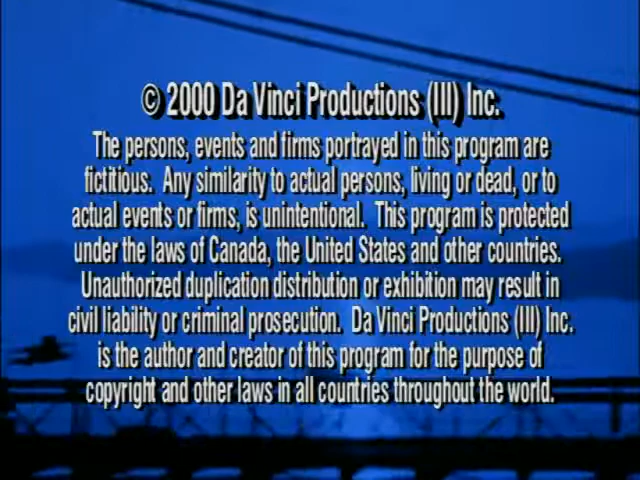 © 2000 Da Vinci Productions (III) Inc.
The persons, events and firms portrayed in this program are
fictitious. Any similarity to actual persons, living or dead, or to
actual events or firms, is unintentional. This program is protected
under the laws of Canada, the United States and other countries.
Unauthorized duplication distribution or exhibition may result in
civil liability or criminal prosecution. Da Vinci Productions (III) Inc.
is the author and creator of this program for the purpose of
copyright and other laws in all countries throughout the world.